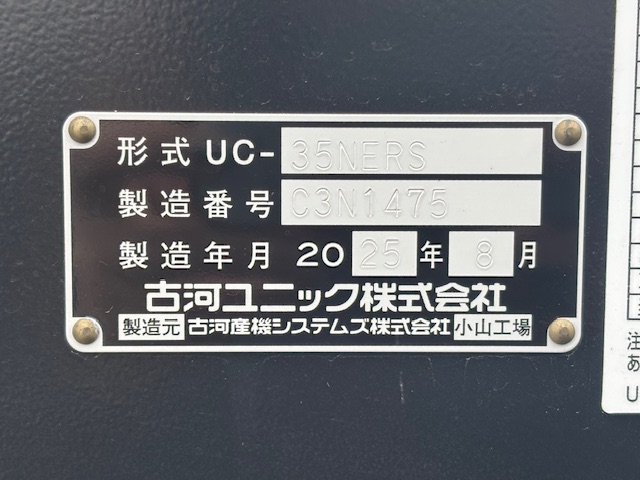 形式 UC- 35NERS
製造番号 C3N1475
製造年月 2025年 8月
古河ユニック株式会社
製造元 古河産機システムズ株式会社 小山工場
注
あ
U